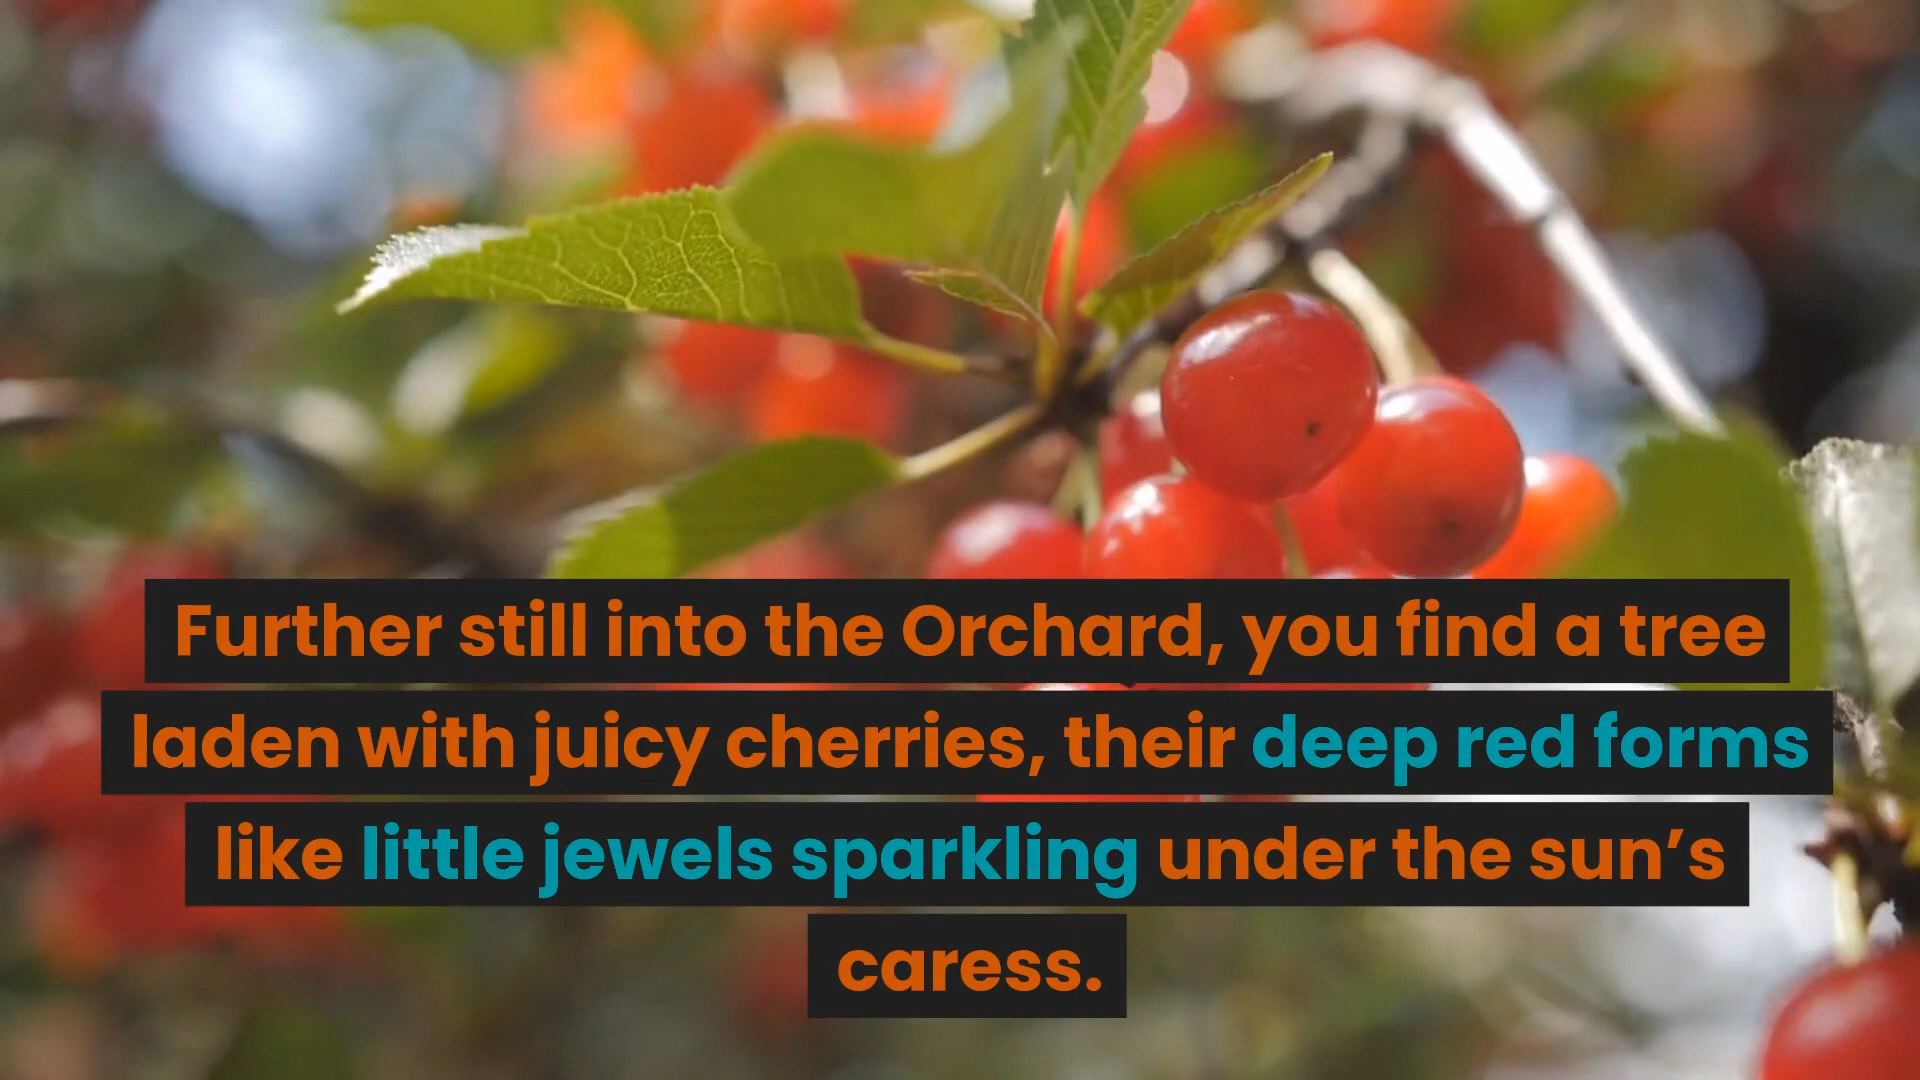 Further still into the Orchard, you find a tree
laden with juicy cherries, their deep red forms
like little jewels sparkling under the sun’s
caress.